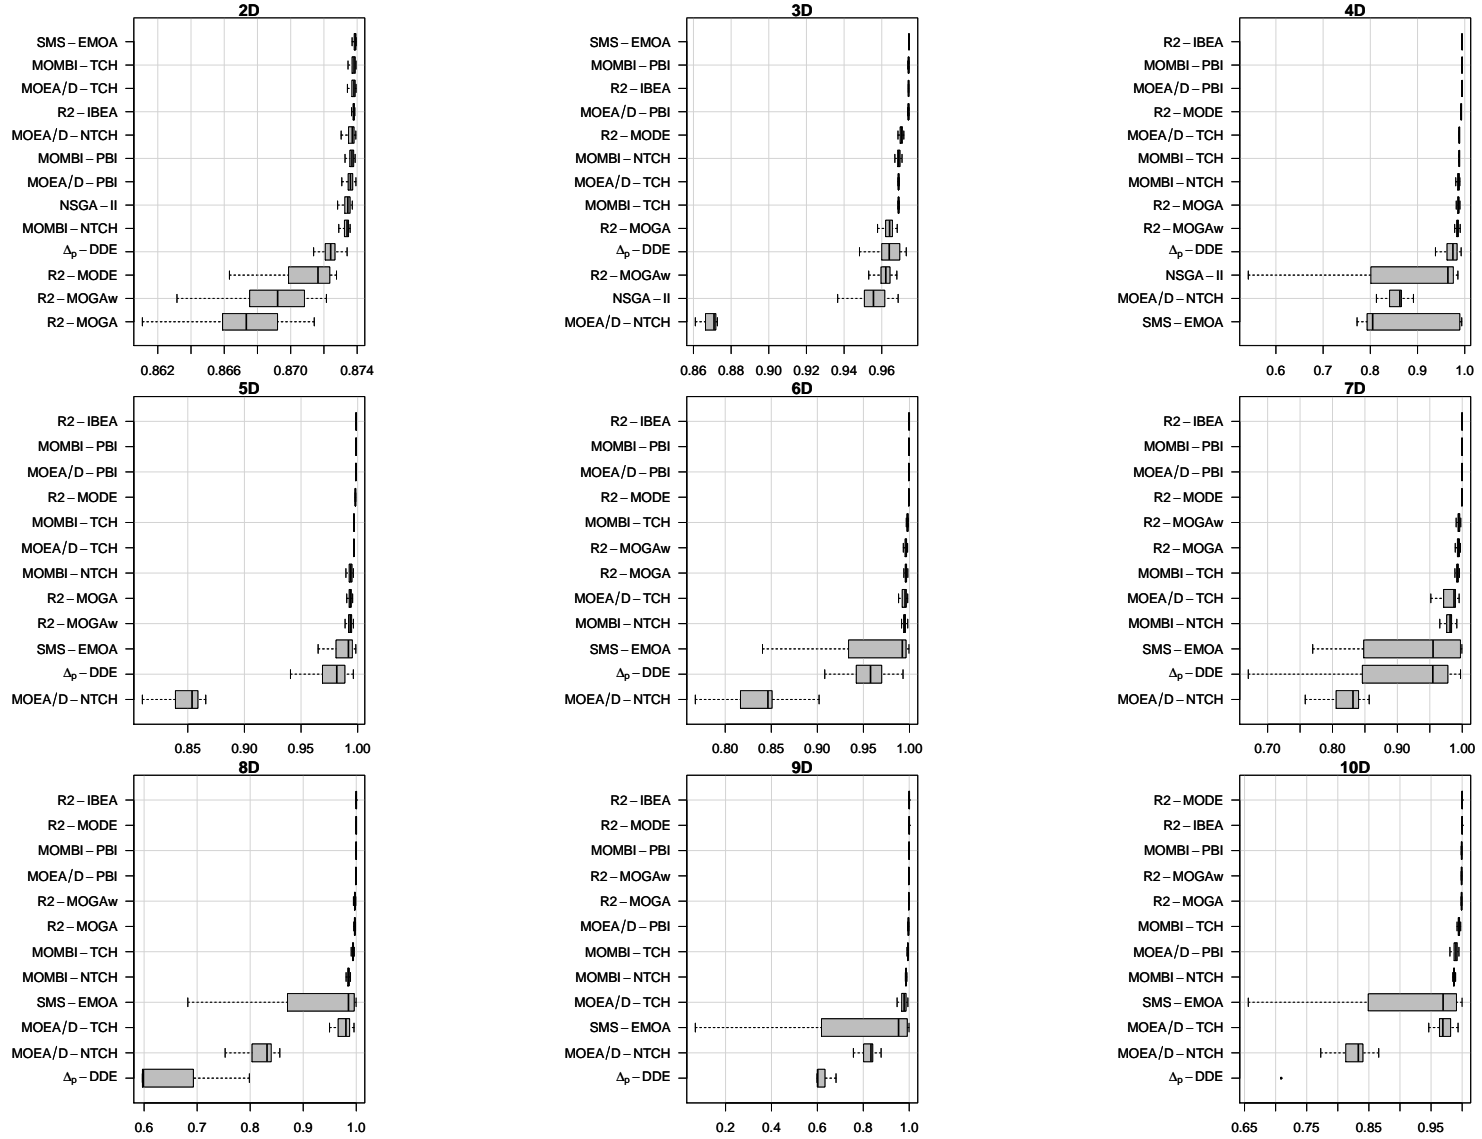 2D
SMS−EMOA
MOMBI−TCH
MOEA/D−TCH
R2−IBEA
MOEA/D−NTCH
MOMBI−PBI
MOEA/D−PBI
NSGA−II
MOMBI−NTCH
Δp−DDE
R2−MODE
R2−MOGAw
R2−MOGA
0.862 0.866 0.870 0.874
3D
SMS−EMOA
MOMBI−PBI
R2−IBEA
MOEA/D−PBI
R2−MODE
MOMBI−NTCH
MOEA/D−TCH
MOMBI−TCH
R2−MOGA
Δp−DDE
R2−MOGAw
NSGA−II
MOEA/D−NTCH
0.86 0.88 0.90 0.92 0.94 0.96
4D
R2−IBEA
MOMBI−PBI
MOEA/D−PBI
R2−MODE
MOEA/D−TCH
MOMBI−TCH
MOMBI−NTCH
R2−MOGA
R2−MOGAw
Δp−DDE
NSGA−II
MOEA/D−NTCH
SMS−EMOA
0.6 0.7 0.8 0.9 1.0
5D
R2−IBEA
MOMBI−PBI
MOEA/D−PBI
R2−MODE
MOMBI−TCH
MOEA/D−TCH
MOMBI−NTCH
R2−MOGA
R2−MOGAw
SMS−EMOA
Δp−DDE
MOEA/D−NTCH
0.85 0.90 0.95 1.00
6D
R2−IBEA
MOMBI−PBI
MOEA/D−PBI
R2−MODE
MOMBI−TCH
R2−MOGAw
R2−MOGA
MOEA/D−TCH
MOMBI−NTCH
SMS−EMOA
Δp−DDE
MOEA/D−NTCH
0.80 0.85 0.90 0.95 1.00
7D
R2−IBEA
MOMBI−PBI
MOEA/D−PBI
R2−MODE
R2−MOGAw
R2−MOGA
MOMBI−TCH
MOEA/D−TCH
MOMBI−NTCH
SMS−EMOA
Δp−DDE
MOEA/D−NTCH
0.70 0.80 0.90 1.00
8D
R2−IBEA
R2−MODE
MOMBI−PBI
MOEA/D−PBI
R2−MOGAw
R2−MOGA
MOMBI−TCH
MOMBI−NTCH
SMS−EMOA
MOEA/D−TCH
MOEA/D−NTCH
Δp−DDE
0.6 0.7 0.8 0.9 1.0
9D
R2−IBEA
R2−MODE
MOMBI−PBI
R2−MOGAw
R2−MOGA
MOEA/D−PBI
MOMBI−TCH
MOMBI−NTCH
MOEA/D−TCH
SMS−EMOA
MOEA/D−NTCH
Δp−DDE
0.2 0.4 0.6 0.8 1.0
10D
R2−MODE
R2−IBEA
MOMBI−PBI
R2−MOGAw
R2−MOGA
MOMBI−TCH
MOEA/D−PBI
MOMBI−NTCH
SMS−EMOA
MOEA/D−TCH
MOEA/D−NTCH
Δp−DDE
0.65 0.75 0.85 0.95